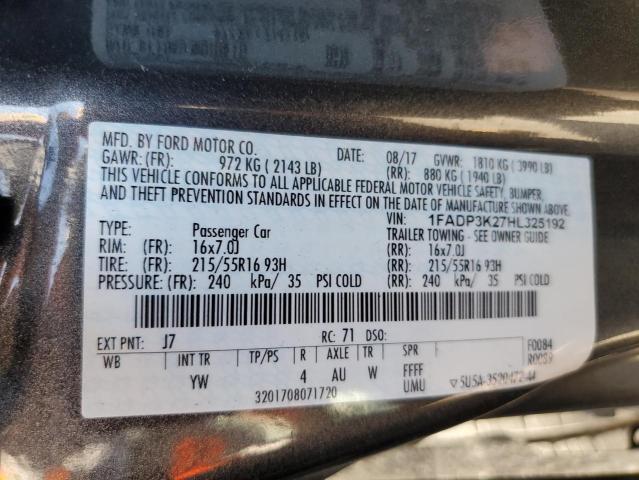 MFD. BY FORD MOTOR CO. DATE: 08/17 GVWR: 1810 KG ( 3990 LB)
GAWR: (FR): 972 KG ( 2143 LB) (RR): 880 KG ( 1940 LB)
THIS VEHICLE CONFORMS TO ALL APPLICABLE FEDERAL MOTOR VEHICLE SAFETY, BUMPER,
AND THEFT PREVENTION STANDARDS IN EFFECT ON THE DATE OF MANUFACTURE SHOWN ABOVE.
VIN: 1FADP3K27HL325192
TYPE: Passenger Car TRAILER TOWING - SEE OWNER GUIDE
RIM: (FR): 16x7.0J (RR): 16x7.0J
TIRE: (FR): 215/55R16 93H (RR): 215/55R16 93H
PRESSURE: (FR): 240 kPa/ 35 PSI COLD (RR): 240 kPa/ 35 PSI COLD
EXT PNT: J7 RC: 71 DSO: F0084
WB INT TR TP/PS R AXLE TR SPR
YW 4 AU W FFFF
3201708071720 UMU